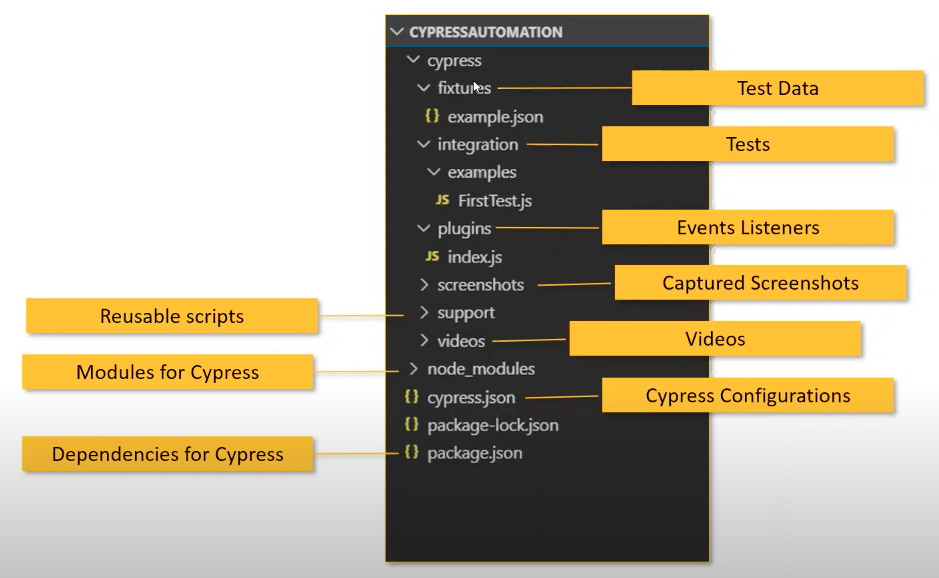 CYPRESSAUTOMATION
cypress
fixtures
Test Data
{} example.json
integration
Tests
examples
JS FirstTest.js
plugins
Events Listeners
JS index.js
screenshots
Captured Screenshots
Reusable scripts
support
videos
Videos
Modules for Cypress
node_modules
{} cypress.json
Cypress Configurations
{} package-lock.json
Dependencies for Cypress
{} package.json